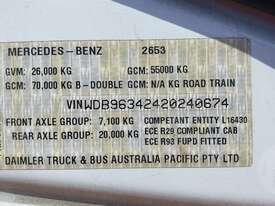 MERCEDES-BENZ 2653
GVM: 26,000 KG GCM: 55000 KG
GCM: 70,000 KG B-DOUBLE GCM: N/A KG ROAD TRAIN
VINWDB96342420240674
FRONT AXLE GROUP: 7,100 KG COMPETANT ENTITY L16430
REAR AXLE GROUP: 20,000 KG ECE R29 COMPLIANT CAB
ECE R93 FUPD FITTED
DAIMLER TRUCK & BUS AUSTRALIA PACIFIC PTY LTD